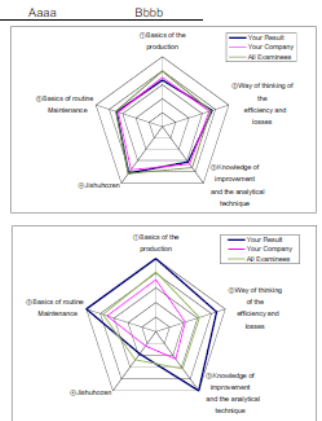 Aaaa Bbbb
①Basics of the
production
Your Result
Your Company
All Examinees
②Way of thinking of
the
efficiency and
losses
③Knowledge of
improvement
and the analytical
technique
④Jishuhozen
⑤Basics of routine
Maintenance
①Basics of the
production
Your Result
Your Company
All Examinees
②Way of thinking
of the
efficiency and
losses
③Knowledge of
improvement
and the analytical
technique
④Jishuhozen
⑤Basics of routine
Maintenance